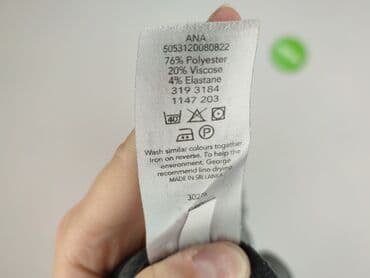 ANA
5053120080822
76% Polyester
20% Viscose
4% Elastane
319 3184
1147 203
40
P
Wash similar colours together
Iron on reverse. To help the
environment, George
recommend line drying
MADE IN SRI LANKA